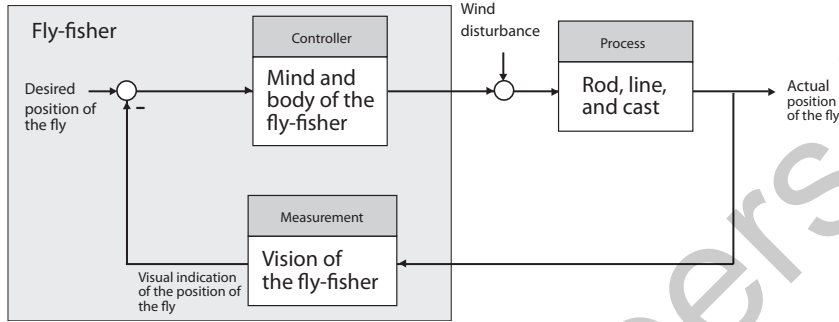 Fly-fisher
Controller
Mind and
body of the
fly-fisher
Wind
disturbance
Process
Rod, line,
and cast
Desired
position of
the fly
Actual
position
of the fly
–
Measurement
Vision of
the fly-fisher
Visual indication
of the position of
the fly